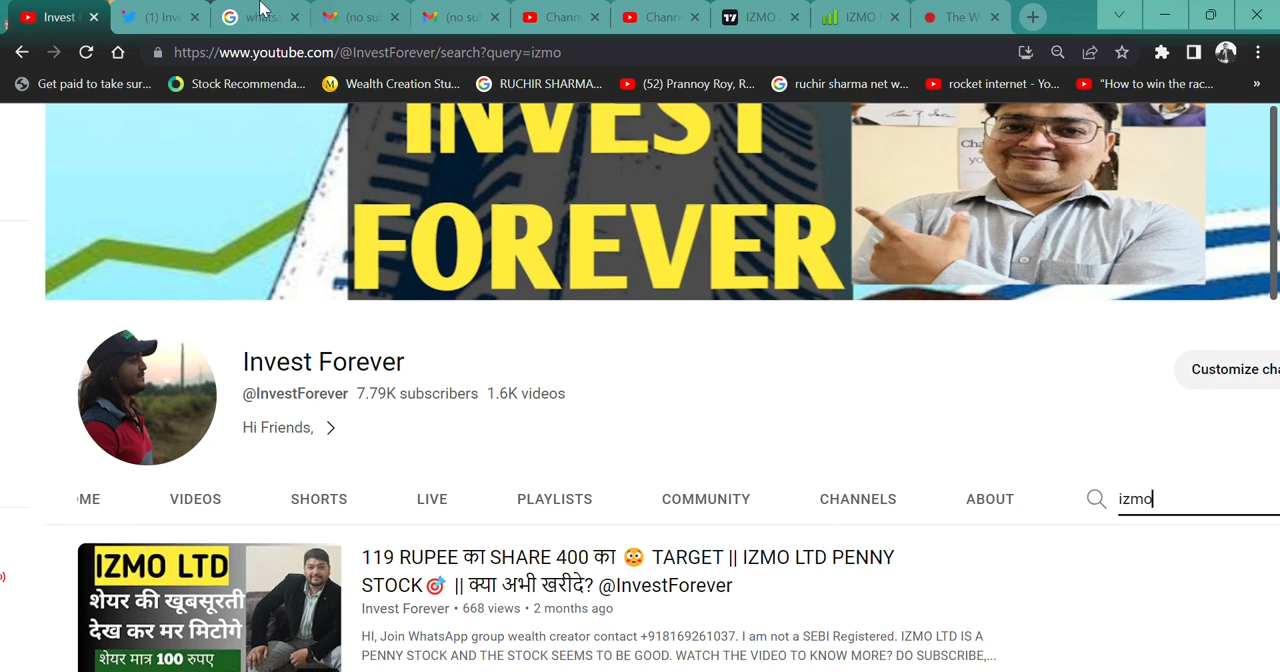 Invest
(1) Inv
whats
(no sul
(no sul
Chann
Chann
IZMO
IZMO
The W
https://www.youtube.com/@InvestForever/search?query=izmo
Get paid to take sur...
Stock Recommenda...
Wealth Creation Stu...
RUCHIR SHARMA...
(52) Prannoy Roy, R...
ruchir sharma net w...
rocket internet - Yo...
"How to win the rac...
»
INVEST
FOREVER
Invest Forever
@InvestForever 7.79K subscribers 1.6K videos
Hi Friends,
Customize cha
OME
VIDEOS
SHORTS
LIVE
PLAYLISTS
COMMUNITY
CHANNELS
ABOUT
izmo
IZMO LTD
शेयर की खूबसूरती
देख कर मर मिटोगे
शेयर मात्र 100 रुपए
119 RUPEE का SHARE 400 का 😳 TARGET || IZMO LTD PENNY
STOCK🎯 || क्या अभी खरीदे? @InvestForever
Invest Forever • 668 views • 2 months ago
HI, Join WhatsApp group wealth creator contact +918169261037. I am not a SEBI Registered. IZMO LTD IS A
PENNY STOCK AND THE STOCK SEEMS TO BE GOOD. WATCH THE VIDEO TO KNOW MORE? DO SUBSCRIBE,...